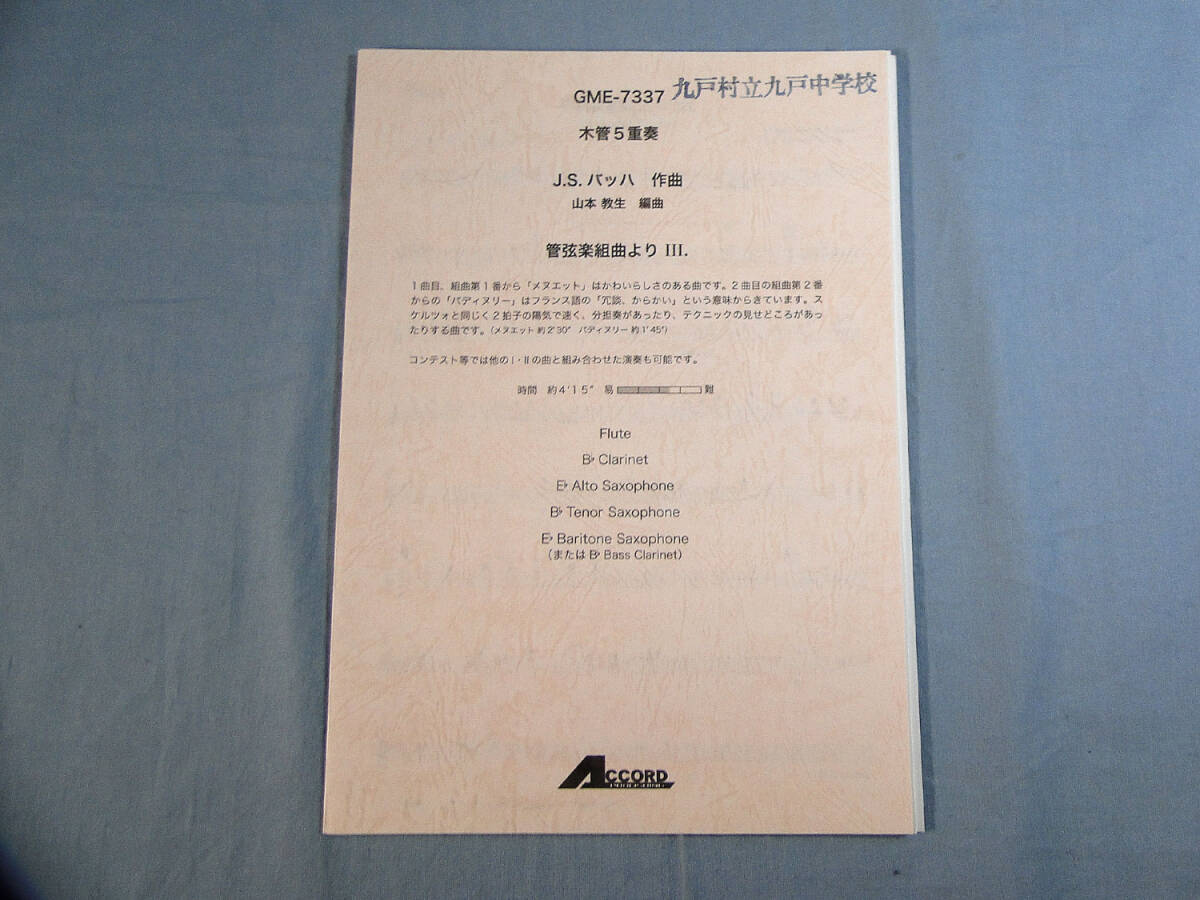 GME-7337 九戸村立九戸中学校
木管5重奏
J.S. バッハ 作曲
山本 教生 編曲
管弦楽組曲より III.
1曲目、組曲第1番から「メヌエット」はかわいらしさのある曲です。2曲目の組曲第2番
からの「バディヌリー」はフランス語の「冗談、からかい」という意味からきています。ス
ケルツォと同じく2拍子の陽気で速く、分担奏があったり、テクニックの見せどころがあっ
たりする曲です。(メヌエット 約2'30" バディヌリー 約1'45")
コンテスト等では他のI・IIの曲と組み合わせた演奏も可能です。
時間 約4'15" 易 難
Flute
B♭ Clarinet
E♭ Alto Saxophone
B♭ Tenor Saxophone
E♭ Baritone Saxophone
(または B♭ Bass Clarinet)
ACCORD
PUBLISHING